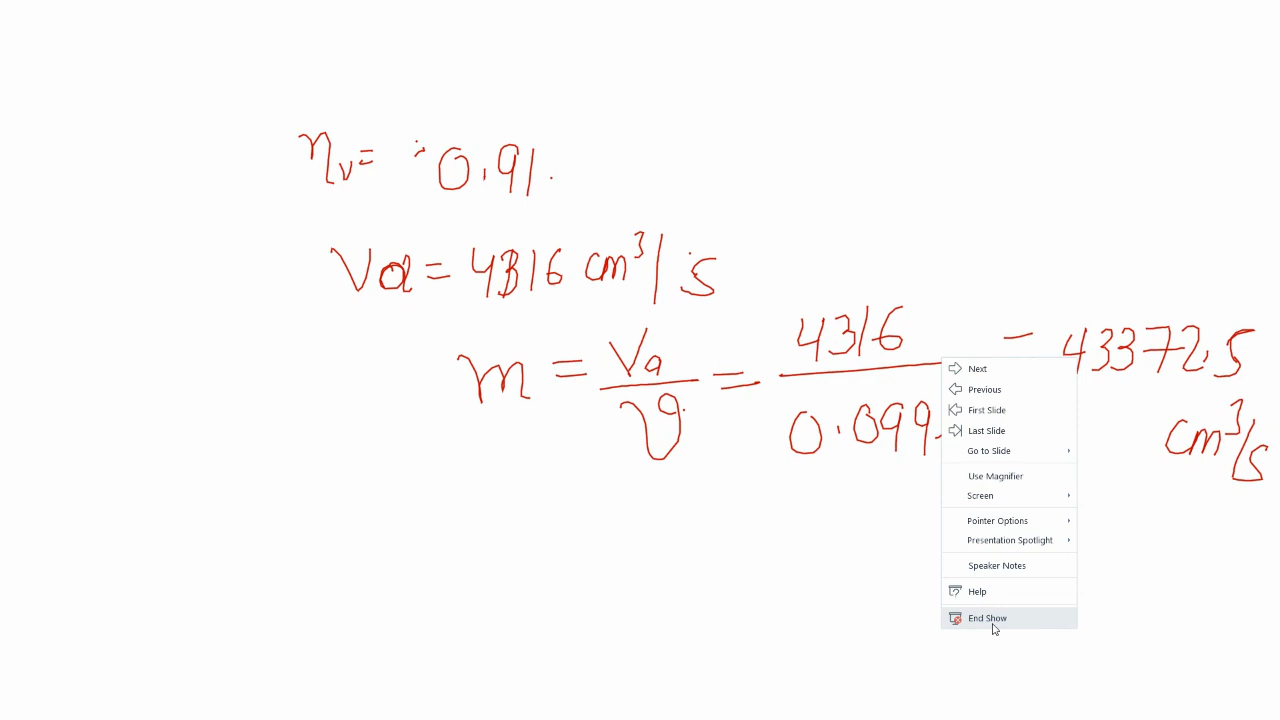 ηv = 0.91.
Va = 4316 cm³/s
m = Va/ϑ = 4316/0.099 = 43372.5
cm³/s
Next
Previous
First Slide
Last Slide
Go to Slide
Use Magnifier
Screen
Pointer Options
Presentation Spotlight
Speaker Notes
Help
End Show